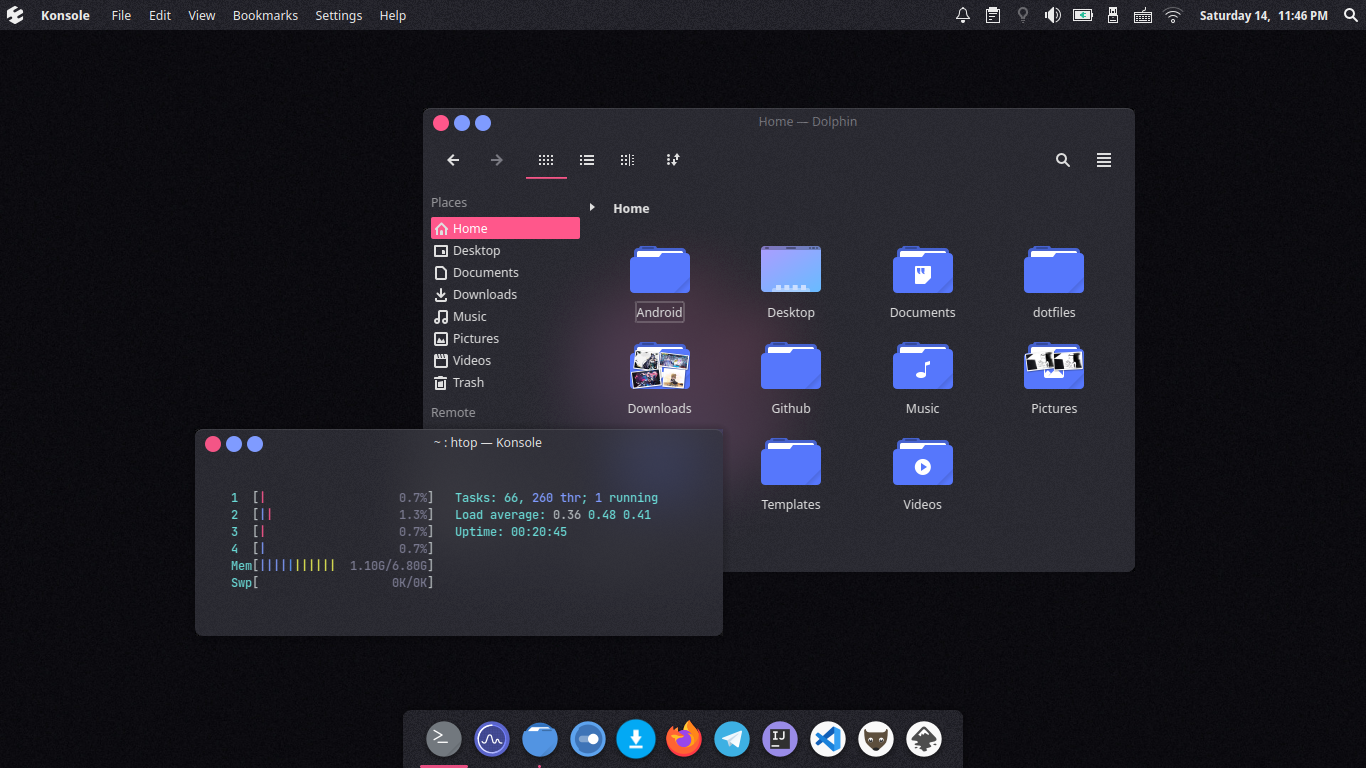 Konsole File Edit View Bookmarks Settings Help Saturday 14, 11:46 PM
Home — Dolphin
Places
Home
Desktop
Documents
Downloads
Music
Pictures
Videos
Trash
Remote
Home
Android Desktop Documents dotfiles
Downloads Github Music Pictures
Templates Videos
~ : htop — Konsole
1 [| 0.7%] Tasks: 66, 260 thr; 1 running
2 [|| 1.3%] Load average: 0.36 0.48 0.41
3 [| 0.7%] Uptime: 00:20:45
4 [| 0.7%]
Mem[||||||||||| 1.10G/6.80G]
Swp[ 0K/0K]
IJ